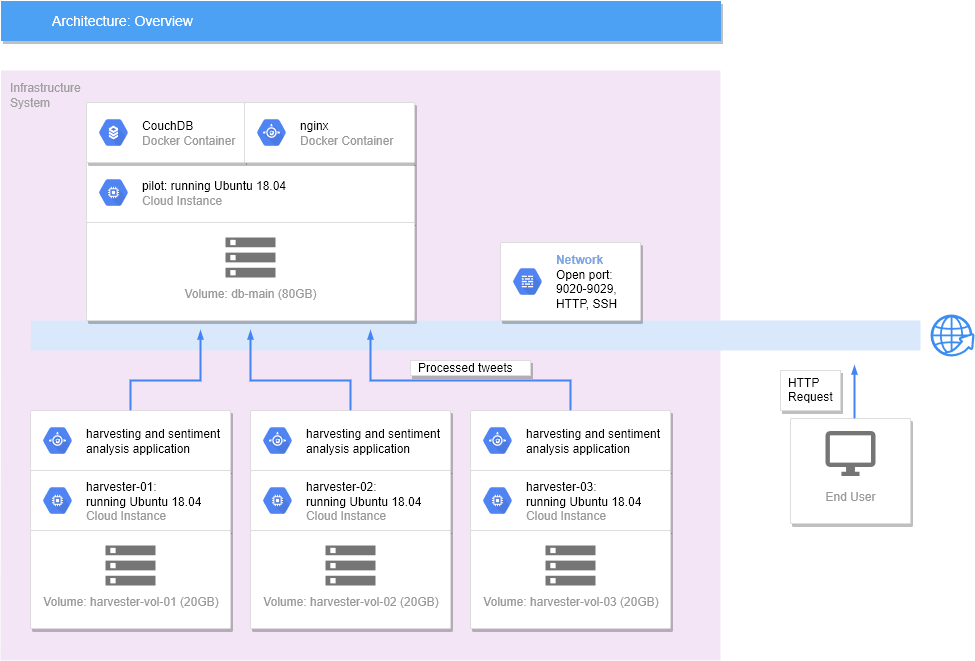 Architecture: Overview
Infrastructure
System
CouchDB
Docker Container
nginx
Docker Container
pilot: running Ubuntu 18.04
Cloud Instance
Volume: db-main (80GB)
Network
Open port:
9020-9029,
HTTP, SSH
Processed tweets
HTTP
Request
End User
harvesting and sentiment
analysis application
harvester-01:
running Ubuntu 18.04
Cloud Instance
Volume: harvester-vol-01 (20GB)
harvesting and sentiment
analysis application
harvester-02:
running Ubuntu 18.04
Cloud Instance
Volume: harvester-vol-02 (20GB)
harvesting and sentiment
analysis application
harvester-03:
running Ubuntu 18.04
Cloud Instance
Volume: harvester-vol-03 (20GB)